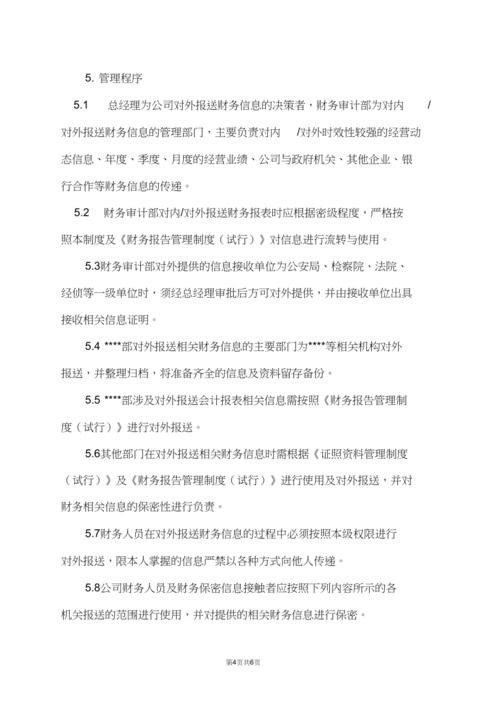 5. 管理程序
5.1 总经理为公司对外报送财务信息的决策者，财务审计部为对内 /
对外报送财务信息的管理部门，主要负责对内 /对外时效性较强的经营动
态信息、年度、季度、月度的经营业绩、公司与政府机关、其他企业、银
行合作等财务信息的传递。
5.2 财务审计部对内/对外报送财务报表时应根据密级程度，严格按
照本制度及《财务报告管理制度（试行）》对信息进行流转与使用。
5.3财务审计部对外提供的信息接收单位为公安局、检察院、法院、
经侦等一级单位时，须经总经理审批后方可对外提供，并由接收单位出具
接收相关信息证明。
5.4 ****部对外报送相关财务信息的主要部门为****等相关机构对外
报送，并整理归档，将准备齐全的信息及资料留存备份。
5.5 ****部涉及对外报送会计报表相关信息需按照《财务报告管理制
度（试行）》进行对外报送。
5.6其他部门在对外报送相关财务信息时需根据《证照资料管理制度
（试行）》及《财务报告管理制度（试行）》进行使用及对外报送，并对
财务相关信息的保密性进行负责。
5.7财务人员在对外报送财务信息的过程中必须按照本级权限进行
对外报送，限本人掌握的信息严禁以各种方式向他人传递。
5.8公司财务人员及财务保密信息接触者应按照下列内容所示的各
机关报送的范围进行使用，并对提供的相关财务信息进行保密。
第4页共6页